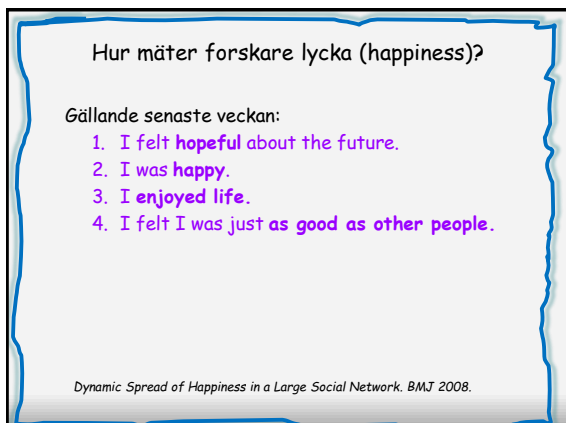 Hur mäter forskare lycka (happiness)?
Gällande senaste veckan:
1. I felt hopeful about the future.
2. I was happy.
3. I enjoyed life.
4. I felt I was just as good as other people.
Dynamic Spread of Happiness in a Large Social Network. BMJ 2008.